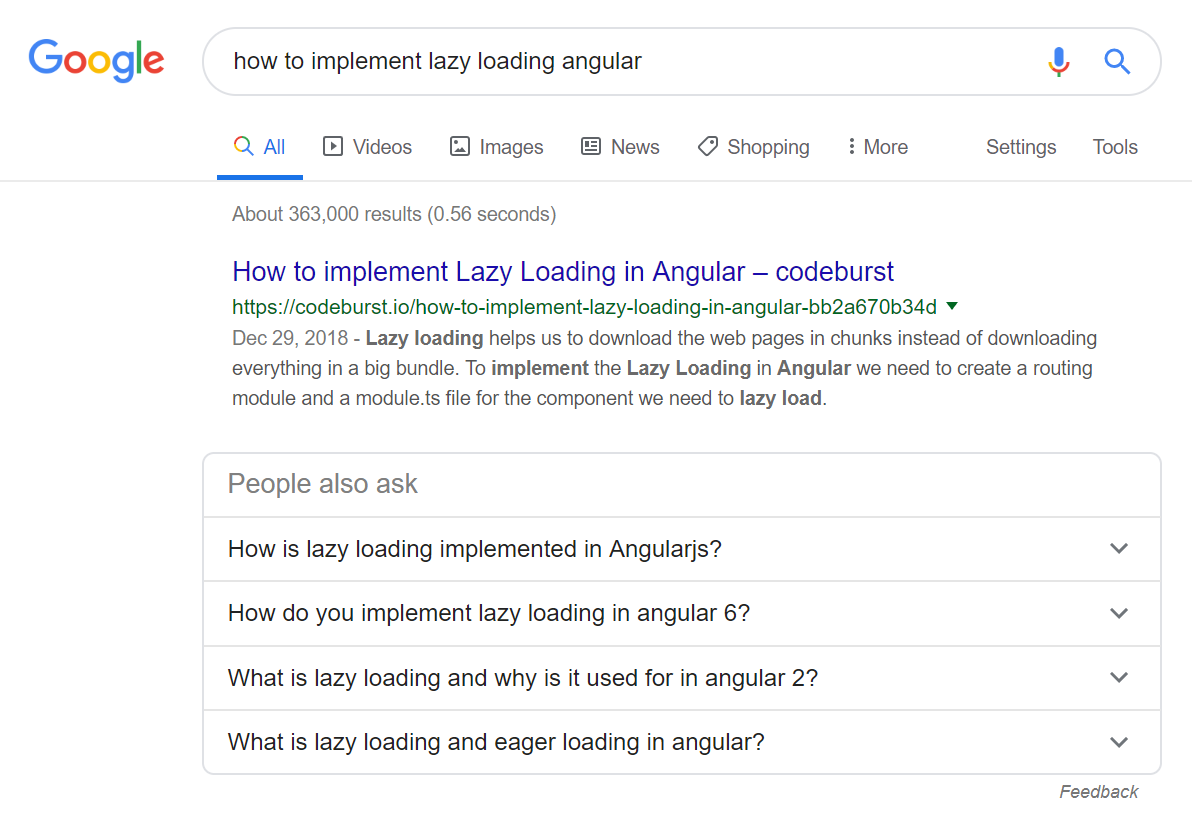 Google
how to implement lazy loading angular
All Videos Images News Shopping More Settings Tools
About 363,000 results (0.56 seconds)
How to implement Lazy Loading in Angular – codeburst
https://codeburst.io/how-to-implement-lazy-loading-in-angular-bb2a670b34d
Dec 29, 2018 - Lazy loading helps us to download the web pages in chunks instead of downloading
everything in a big bundle. To implement the Lazy Loading in Angular we need to create a routing
module and a module.ts file for the component we need to lazy load.
People also ask
How is lazy loading implemented in Angularjs?
How do you implement lazy loading in angular 6?
What is lazy loading and why is it used for in angular 2?
What is lazy loading and eager loading in angular?
Feedback